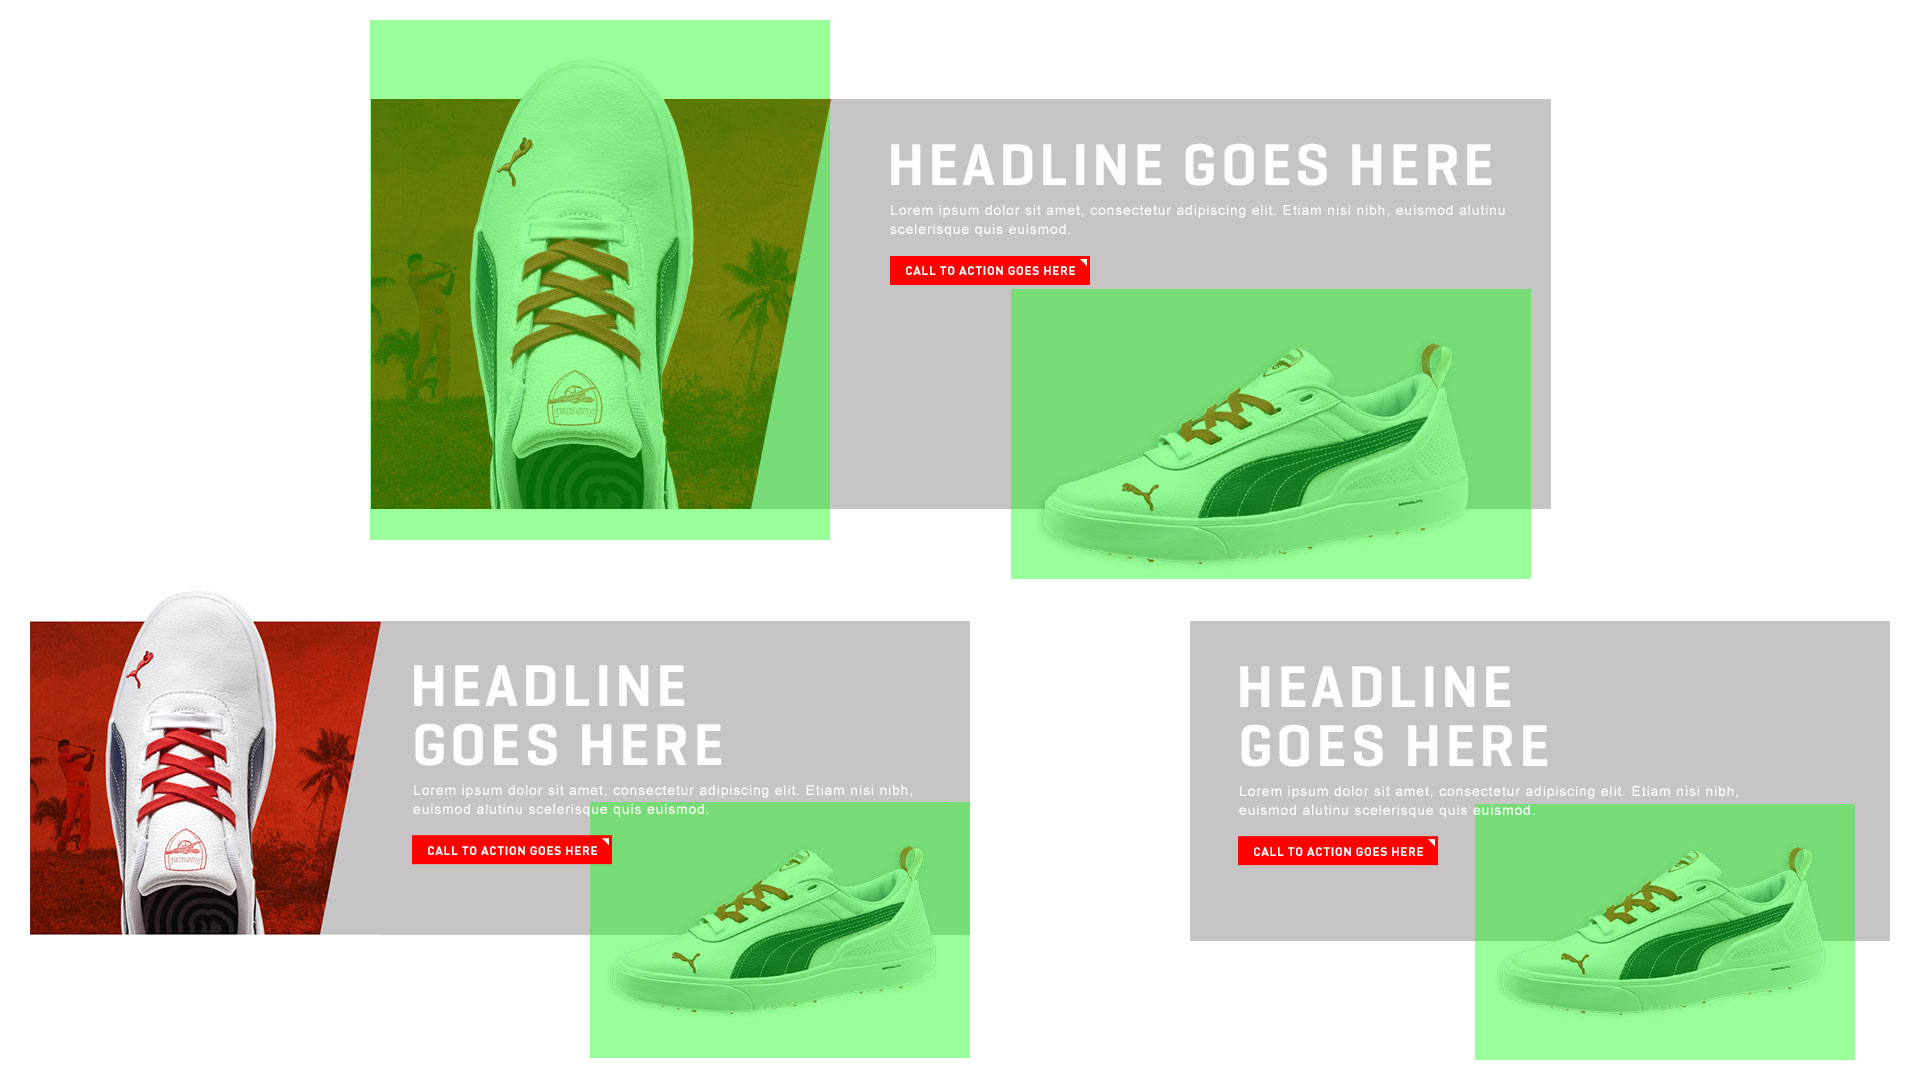 HEADLINE GOES HERE
Lorem ipsum dolor sit amet, consectetur adipiscing elit. Etiam nisi nibh, euismod alutinu
scelerisque quis euismod.
CALL TO ACTION GOES HERE
Arsenal
HEADLINE
GOES HERE
Lorem ipsum dolor sit amet, consectetur adipiscing elit. Etiam nisi nibh,
euismod alutinu scelerisque quis euismod.
CALL TO ACTION GOES HERE
Arsenal
HEADLINE
GOES HERE
Lorem ipsum dolor sit amet, consectetur adipiscing elit. Etiam nisi nibh,
euismod alutinu scelerisque quis euismod.
CALL TO ACTION GOES HERE